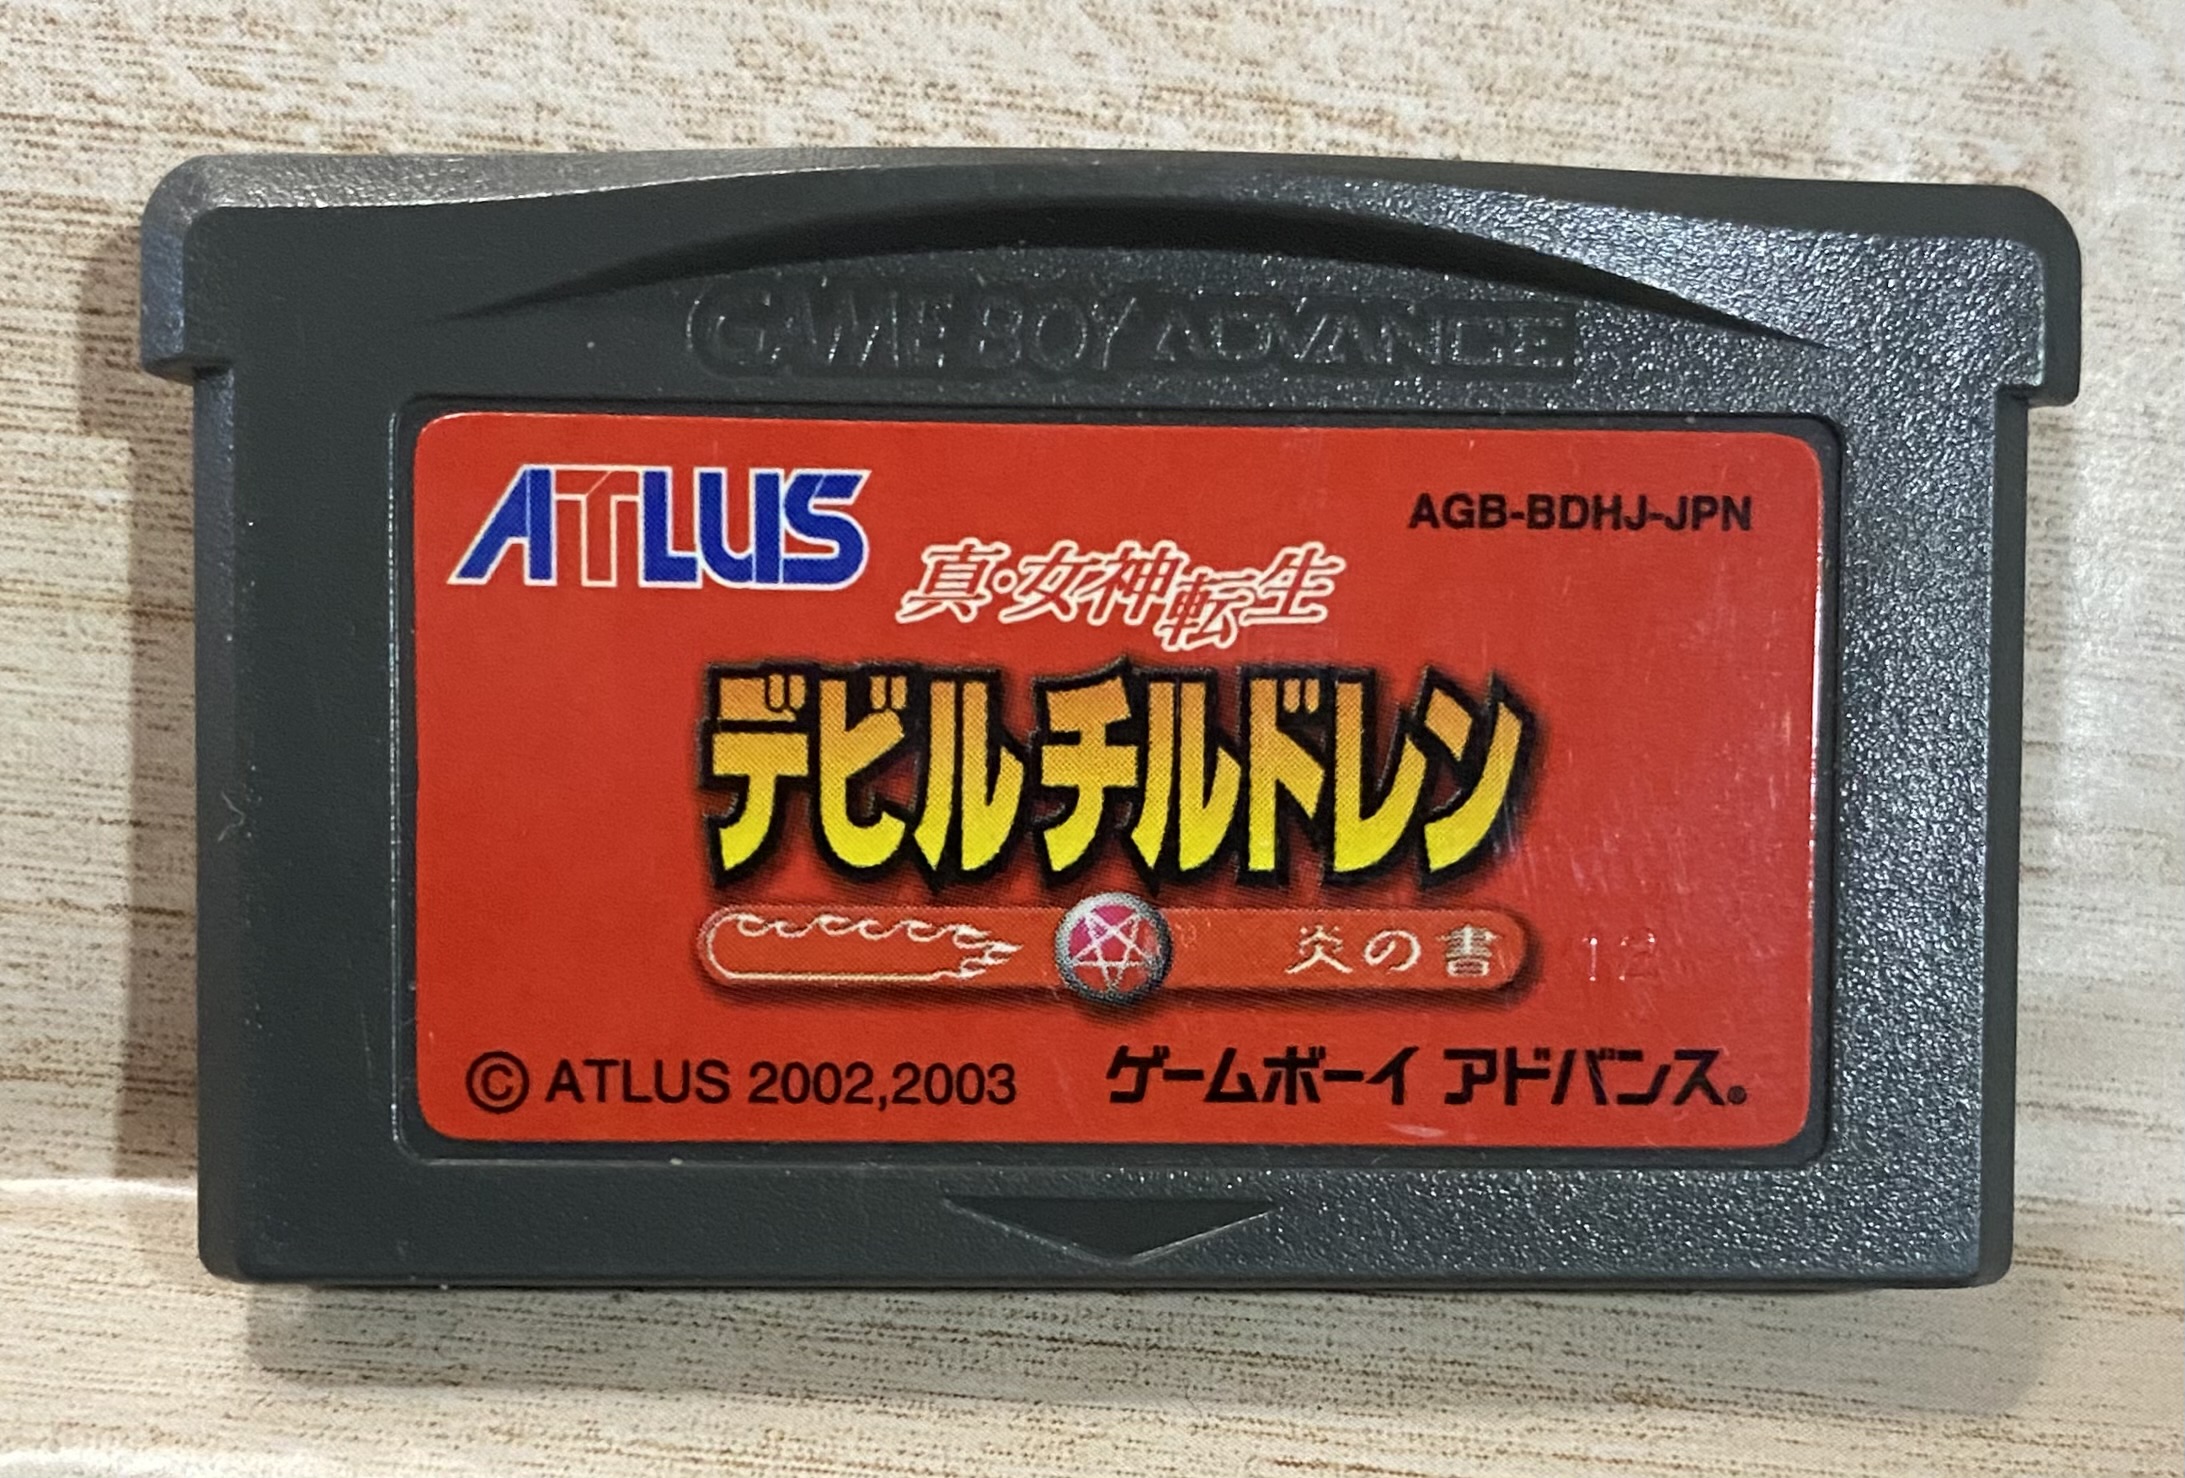 GAME BOY ADVANCE
ATLUS
AGB-BDHJ-JPN
真・女神転生
デビルチルドレン
炎の書
12
© ATLUS 2002,2003
ゲームボーイ アドバンス®